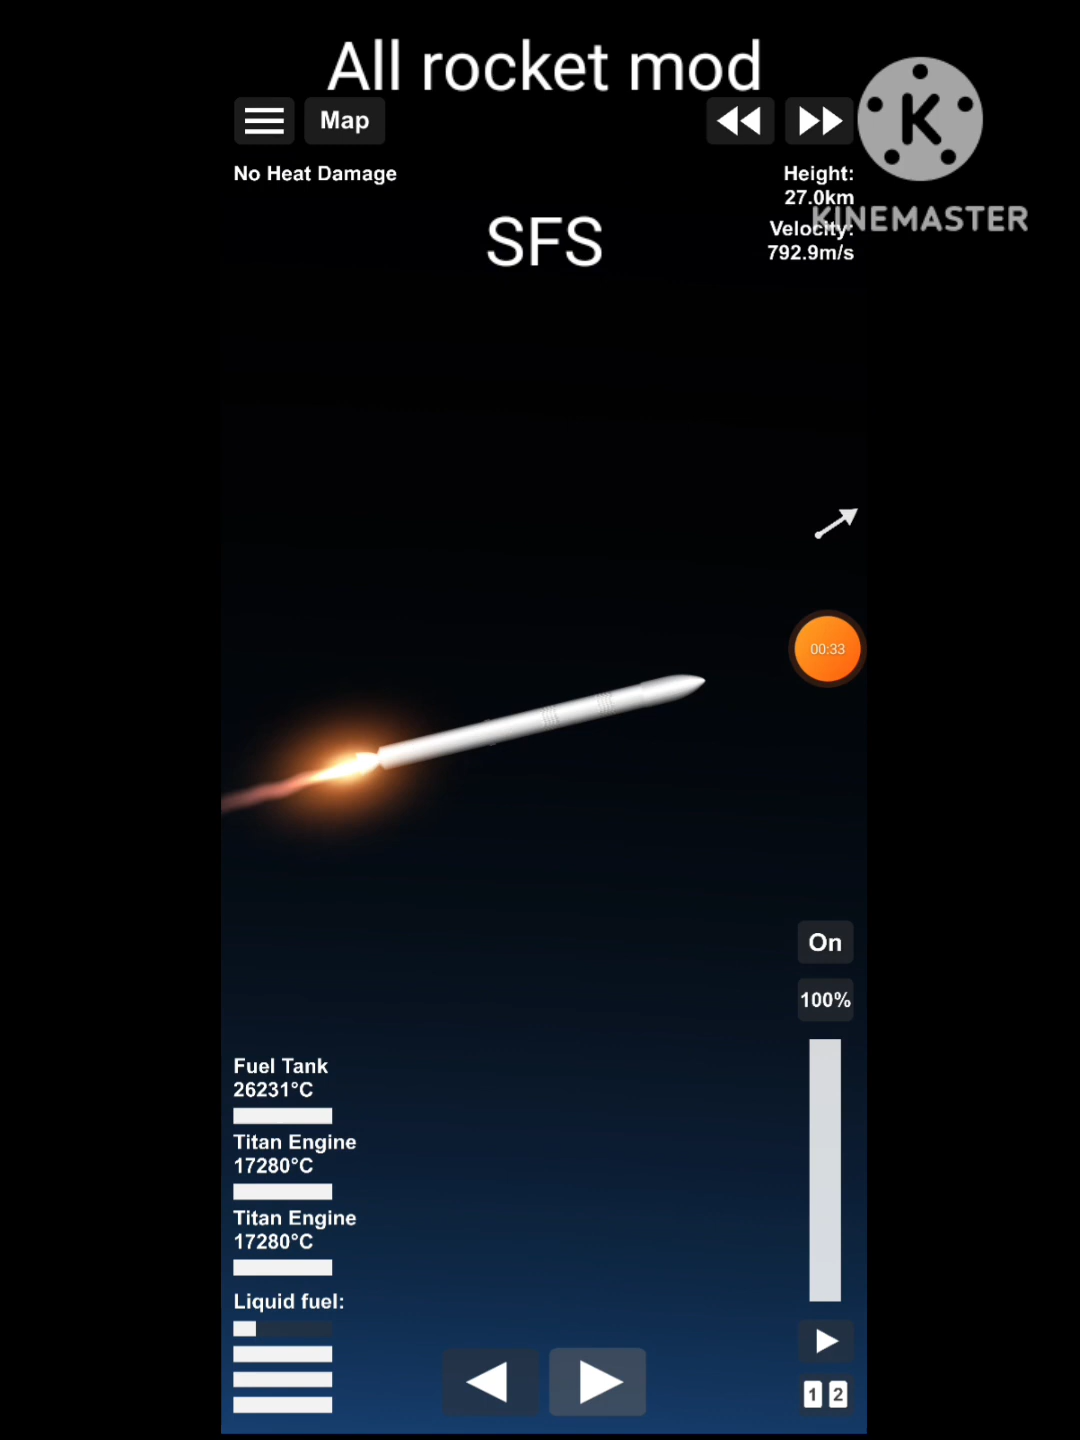 All rocket mod
Map
K
No Heat Damage
Height:
27.0km
KINEMASTER
Velocity:
792.9m/s
SFS
00:33
On
100%
Fuel Tank
26231°C
Titan Engine
17280°C
Titan Engine
17280°C
Liquid fuel:
1 2